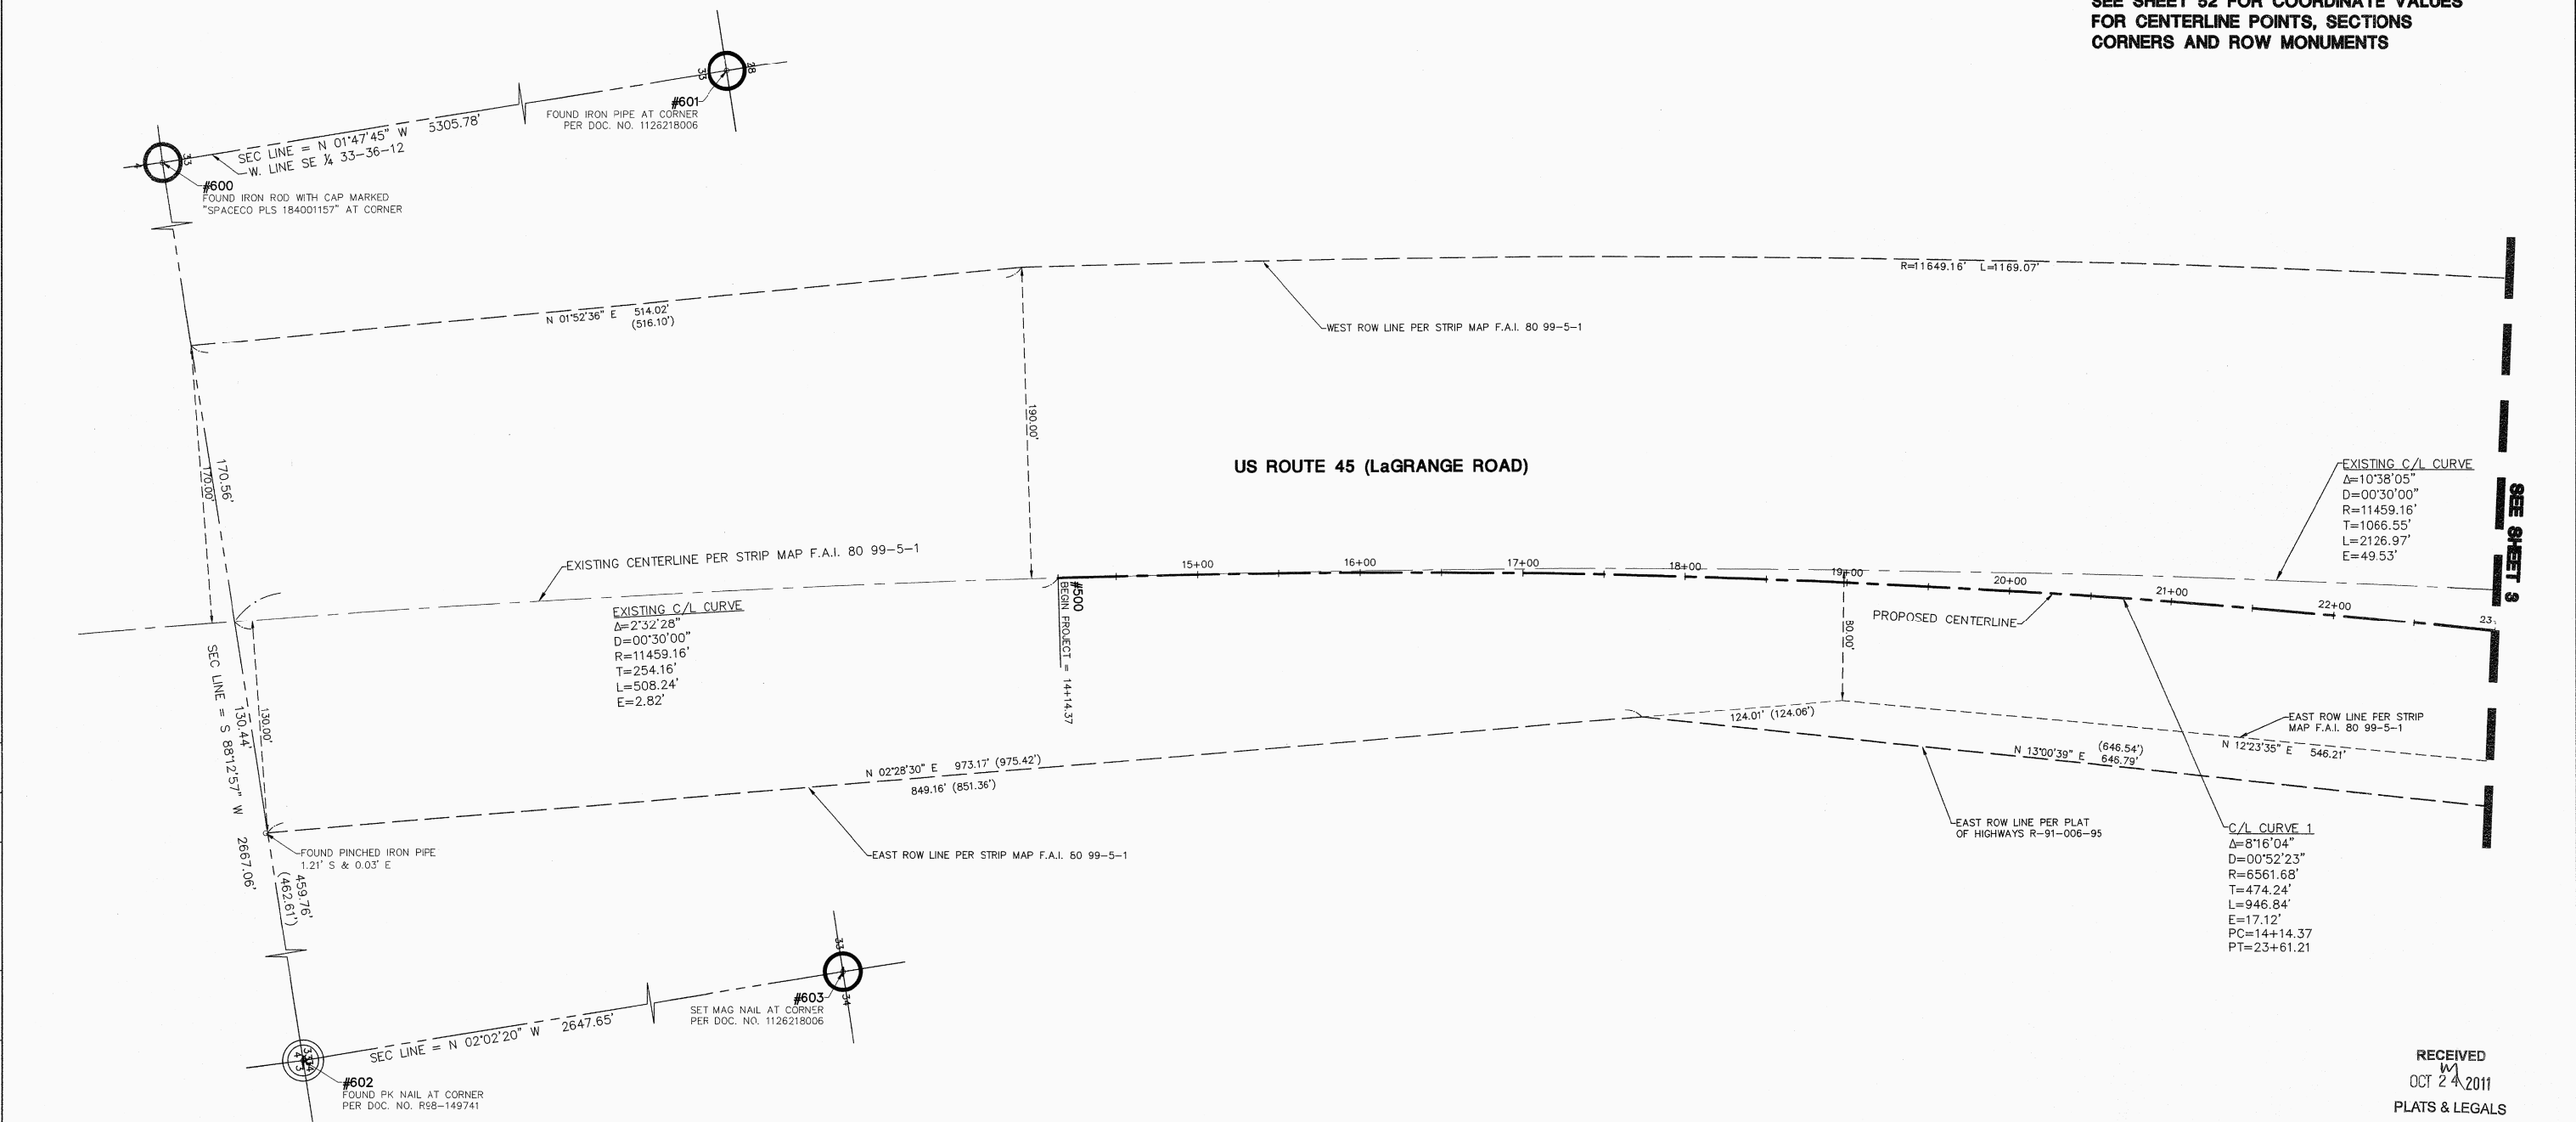 SEE SHEET 52 FOR COORDINATE VALUES
FOR CENTERLINE POINTS, SECTIONS
CORNERS AND ROW MONUMENTS
33
28
#601
FOUND IRON PIPE AT CORNER
PER DOC. NO. 1126218006
SEC LINE = N 01°47'45" W 5305.78'
W. LINE SE ¼ 33-36-12
4
33
#600
FOUND IRON ROD WITH CAP MARKED
"SPACECO PLS 184001157" AT CORNER
N 01°52'36" E 514.02'
(516.10')
R=11649.16' L=1169.07'
WEST ROW LINE PER STRIP MAP F.A.I. 80 99-5-1
190.00'
170.56'
170.00'
US ROUTE 45 (LaGRANGE ROAD)
EXISTING C/L CURVE
Δ=10°38'05"
D=00°30'00"
R=11459.16'
T=1066.55'
L=2126.97'
E=49.53'
SEE SHEET 3
EXISTING CENTERLINE PER STRIP MAP F.A.I. 80 99-5-1
15+00
16+00
17+00
18+00
19+00
20+00
21+00
22+00
23
#500
BEGIN PROJECT = 14+14.37
EXISTING C/L CURVE
Δ=2°32'28"
D=00°30'00"
R=11459.16'
T=254.16'
L=508.24'
E=2.82'
PROPOSED CENTERLINE
80.00'
SEC LINE = S 88°12'57" W 2667.06'
130.44'
130.00'
124.01' (124.06')
EAST ROW LINE PER STRIP
MAP F.A.I. 80 99-5-1
N 12°23'35" E 546.21'
N 13°00'39" E (646.54')
646.79'
N 02°28'30" E 973.17' (975.42')
849.16' (851.36')
EAST ROW LINE PER PLAT
OF HIGHWAYS R-91-006-95
C/L CURVE 1
Δ=8°16'04"
D=00°52'23"
R=6561.68'
T=474.24'
L=946.84'
E=17.12'
PC=14+14.37
PT=23+61.21
FOUND PINCHED IRON PIPE
1.21' S & 0.03' E
EAST ROW LINE PER STRIP MAP F.A.I. 80 99-5-1
459.76'
(462.61')
33
34
#603
SET MAG NAIL AT CORNER
PER DOC. NO. 1126218006
SEC LINE = N 02°02'20" W 2647.65'
33
34
4
3
#602
FOUND PK NAIL AT CORNER
PER DOC. NO. R98-149741
RECEIVED
OCT 24 2011
PLATS & LEGALS